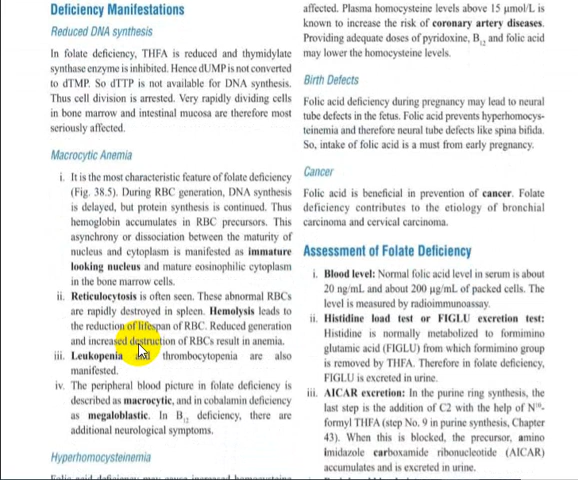 Deficiency Manifestations
Reduced DNA synthesis
In folate deficiency, THFA is reduced and thymidylate
synthase enzyme is inhibited. Hence dUMP is not converted
to dTMP. So dTTP is not available for DNA synthesis.
Thus cell division is arrested. Very rapidly dividing cells
in bone marrow and intestinal mucosa are therefore most
seriously affected.
Macrocytic Anemia
i. It is the most characteristic feature of folate deficiency
(Fig. 38.5). During RBC generation, DNA synthesis
is delayed, but protein synthesis is continued. Thus
hemoglobin accumulates in RBC precursors. This
asynchrony or dissociation between the maturity of
nucleus and cytoplasm is manifested as immature
looking nucleus and mature eosinophilic cytoplasm
in the bone marrow cells.
ii. Reticulocytosis is often seen. These abnormal RBCs
are rapidly destroyed in spleen. Hemolysis leads to
the reduction of lifespan of RBC. Reduced generation
and increased destruction of RBCs result in anemia.
iii. Leukopenia and thrombocytopenia are also
manifested.
iv. The peripheral blood picture in folate deficiency is
described as macrocytic, and in cobalamin deficiency
as megaloblastic. In B12 deficiency, there are
additional neurological symptoms.
Hyperhomocysteinemia
Folic acid deficiency may cause increased homocysteine
affected. Plasma homocysteine levels above 15 µmol/L is
known to increase the risk of coronary artery diseases.
Providing adequate doses of pyridoxine, B12 and folic acid
may lower the homocysteine levels.
Birth Defects
Folic acid deficiency during pregnancy may lead to neural
tube defects in the fetus. Folic acid prevents hyperhomocys-
teinemia and therefore neural tube defects like spina bifida.
So, intake of folic acid is a must from early pregnancy.
Cancer
Folic acid is beneficial in prevention of cancer. Folate
deficiency contributes to the etiology of bronchial
carcinoma and cervical carcinoma.
Assessment of Folate Deficiency
i. Blood level: Normal folic acid level in serum is about
20 ng/mL and about 200 µg/mL of packed cells. The
level is measured by radioimmunoassay.
ii. Histidine load test or FIGLU excretion test:
Histidine is normally metabolized to formimino
glutamic acid (FIGLU) from which formimino group
is removed by THFA. Therefore in folate deficiency,
FIGLU is excreted in urine.
iii. AICAR excretion: In the purine ring synthesis, the
last step is the addition of C2 with the help of N10-
formyl THFA (step No. 9 in purine synthesis, Chapter
43). When this is blocked, the precursor, amino
imidazole carboxamide ribonucleotide (AICAR)
accumulates and is excreted in urine.